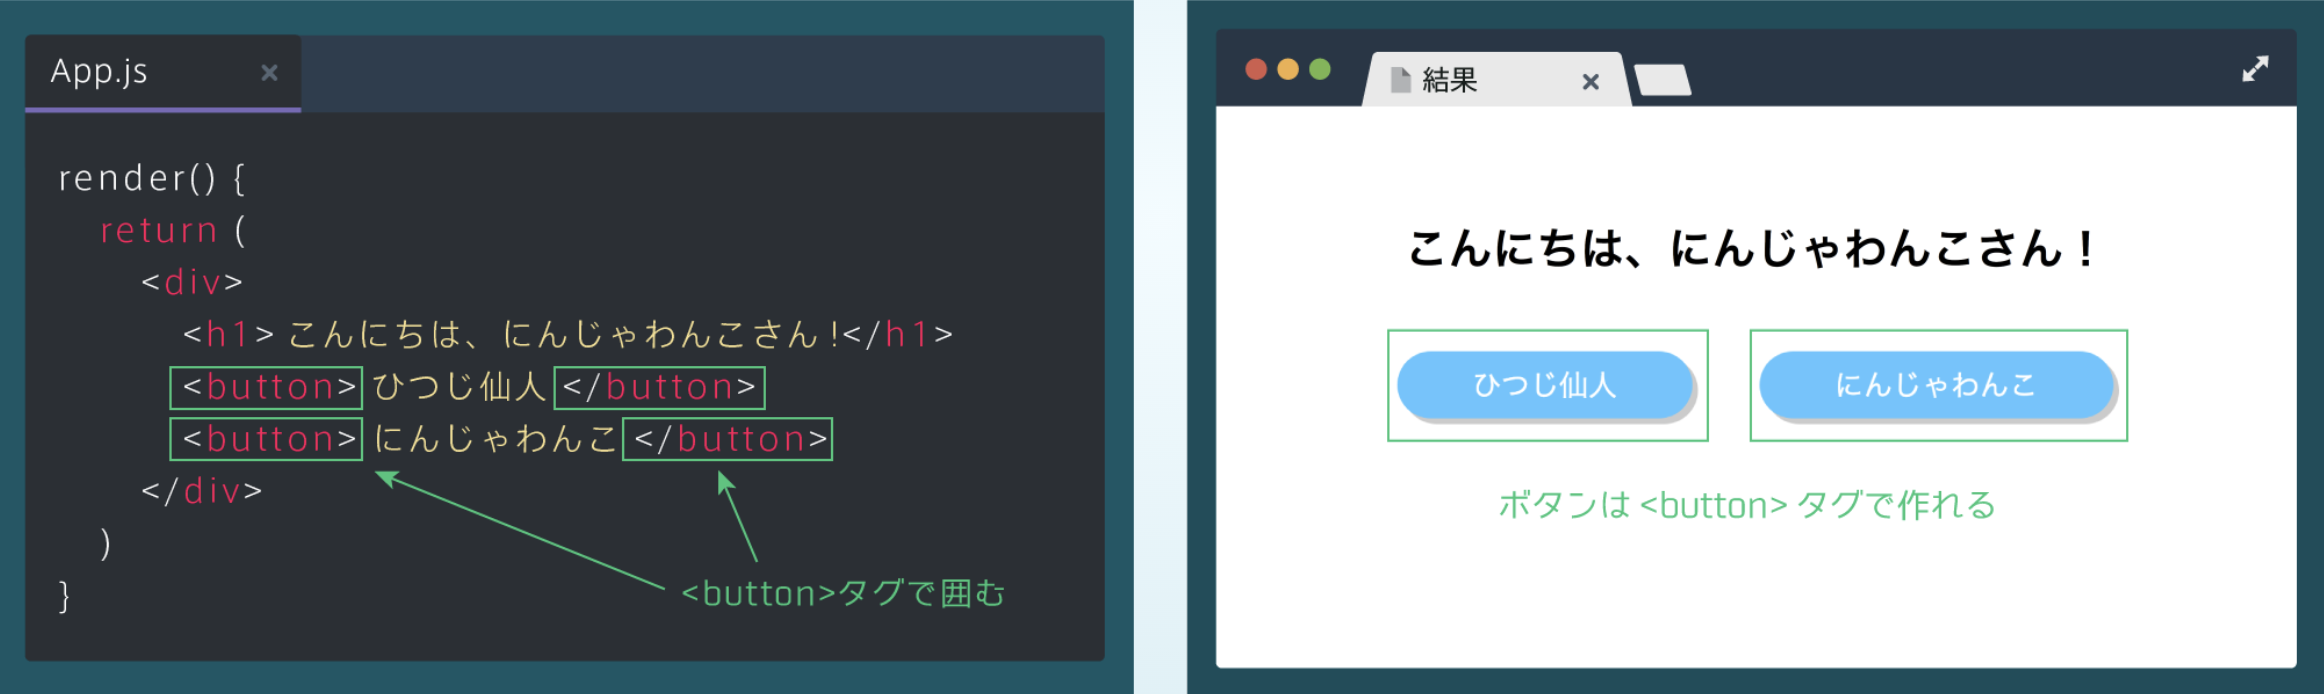 App.js
render() {
return (
<div>
<h1>こんにちは、にんじゃわんこさん!</h1>
<button>ひつじ仙人</button>
<button>にんじゃわんこ</button>
</div>
)
}
<button>タグで囲む
結果
こんにちは、にんじゃわんこさん！
ひつじ仙人 にんじゃわんこ
ボタンは <button> タグで作れる